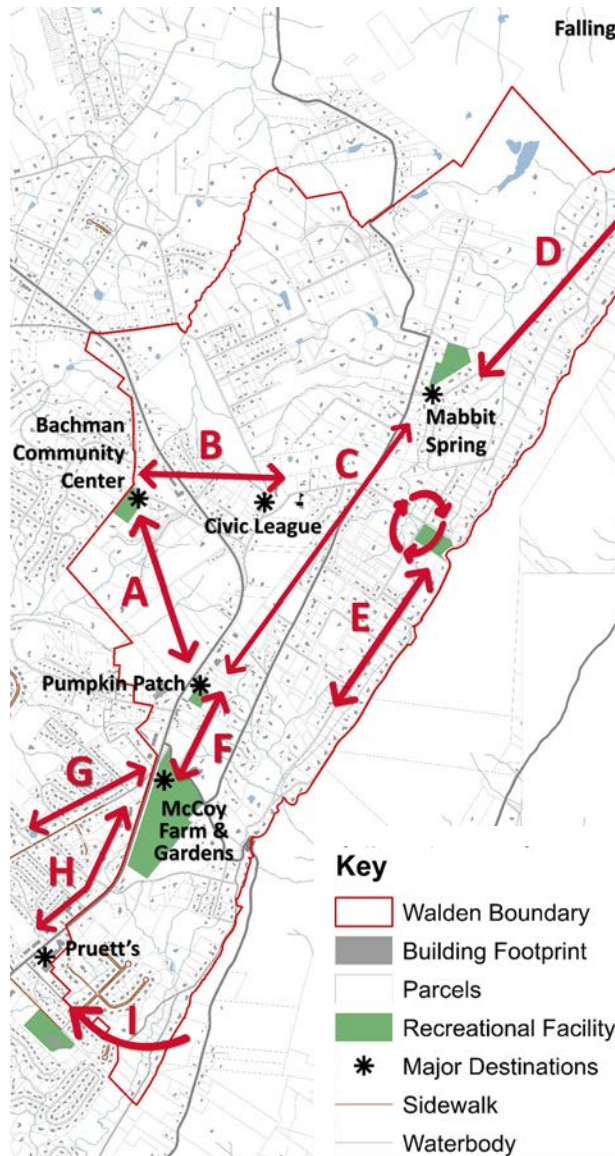 Falling
D
Mabbit
Spring
Bachman
Community
Center
B
C
Civic League
A
E
Pumpkin Patch
F
G
McCoy
Farm &
Gardens
H
Pruett's
I
Key
Walden Boundary
Building Footprint
Parcels
Recreational Facility
Major Destinations
Sidewalk
Waterbody